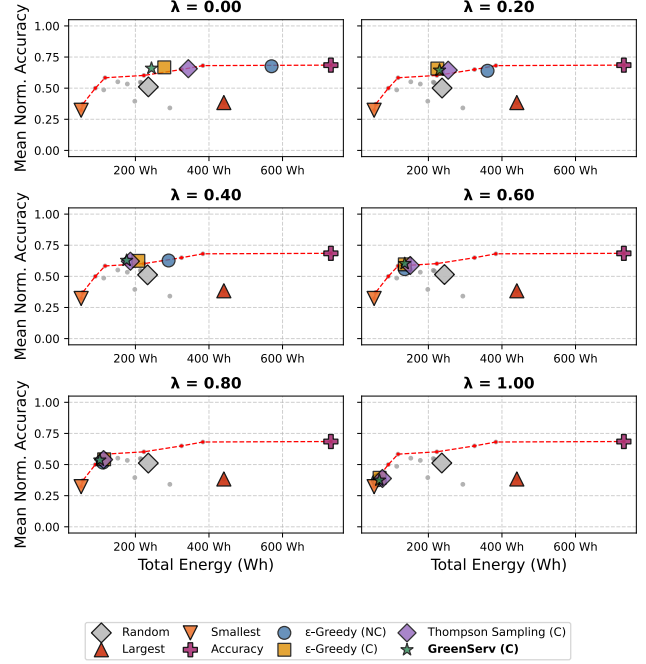 λ = 0.00
λ = 0.20
Mean Norm. Accuracy
1.00
0.75
0.50
0.25
0.00
200 Wh
400 Wh
600 Wh
200 Wh
400 Wh
600 Wh
λ = 0.40
λ = 0.60
Mean Norm. Accuracy
1.00
0.75
0.50
0.25
0.00
200 Wh
400 Wh
600 Wh
200 Wh
400 Wh
600 Wh
λ = 0.80
λ = 1.00
Mean Norm. Accuracy
1.00
0.75
0.50
0.25
0.00
200 Wh
400 Wh
600 Wh
200 Wh
400 Wh
600 Wh
Total Energy (Wh)
Total Energy (Wh)
Random
Smallest
ε–Greedy (NC)
Thompson Sampling (C)
Largest
Accuracy
ε–Greedy (C)
GreenServ (C)